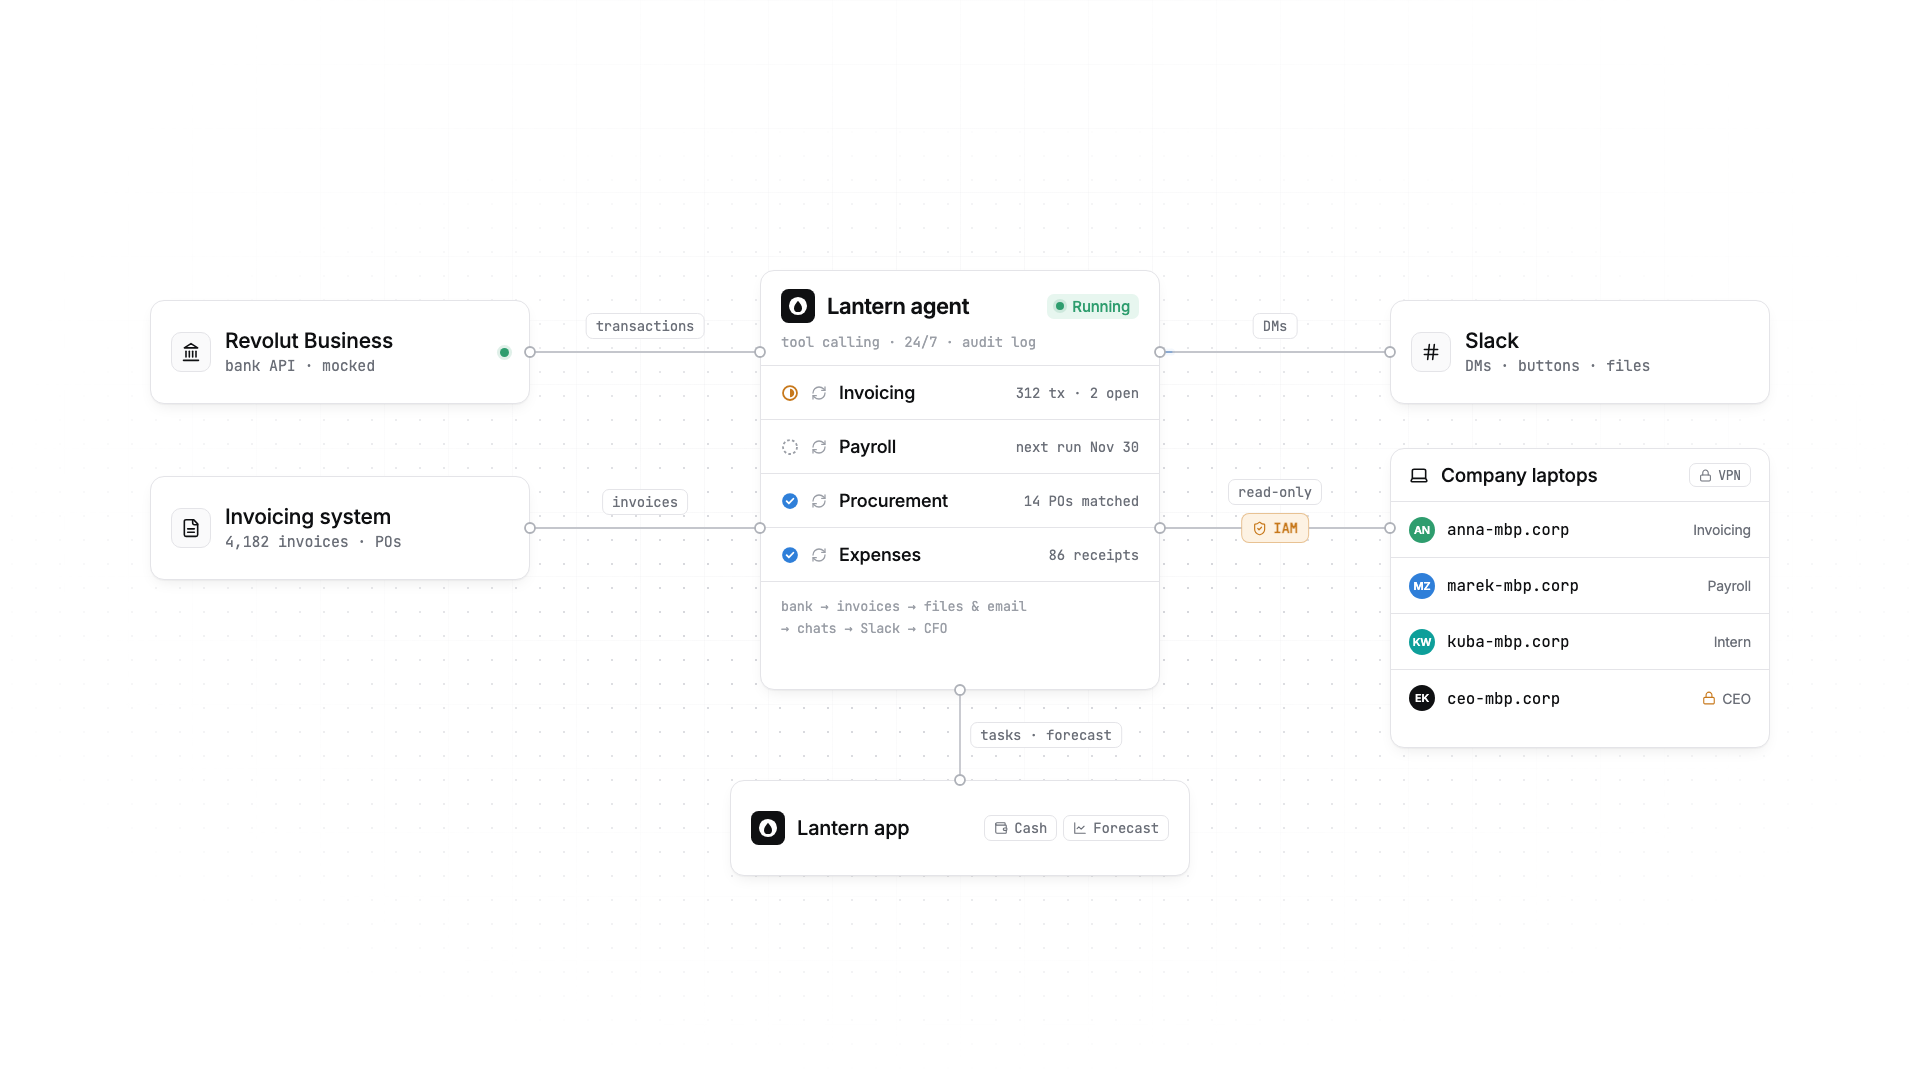 Revolut Business
bank API · mocked
transactions
Invoicing system
4,182 invoices · POs
invoices
Lantern agent
Running
tool calling · 24/7 · audit log
Invoicing
312 tx · 2 open
Payroll
next run Nov 30
Procurement
14 POs matched
Expenses
86 receipts
bank → invoices → files & email
→ chats → Slack → CFO
DMs
Slack
DMs · buttons · files
read-only
IAM
Company laptops
VPN
AN
anna-mbp.corp
Invoicing
MZ
marek-mbp.corp
Payroll
KW
kuba-mbp.corp
Intern
EK
ceo-mbp.corp
CEO
tasks · forecast
Lantern app
Cash
Forecast